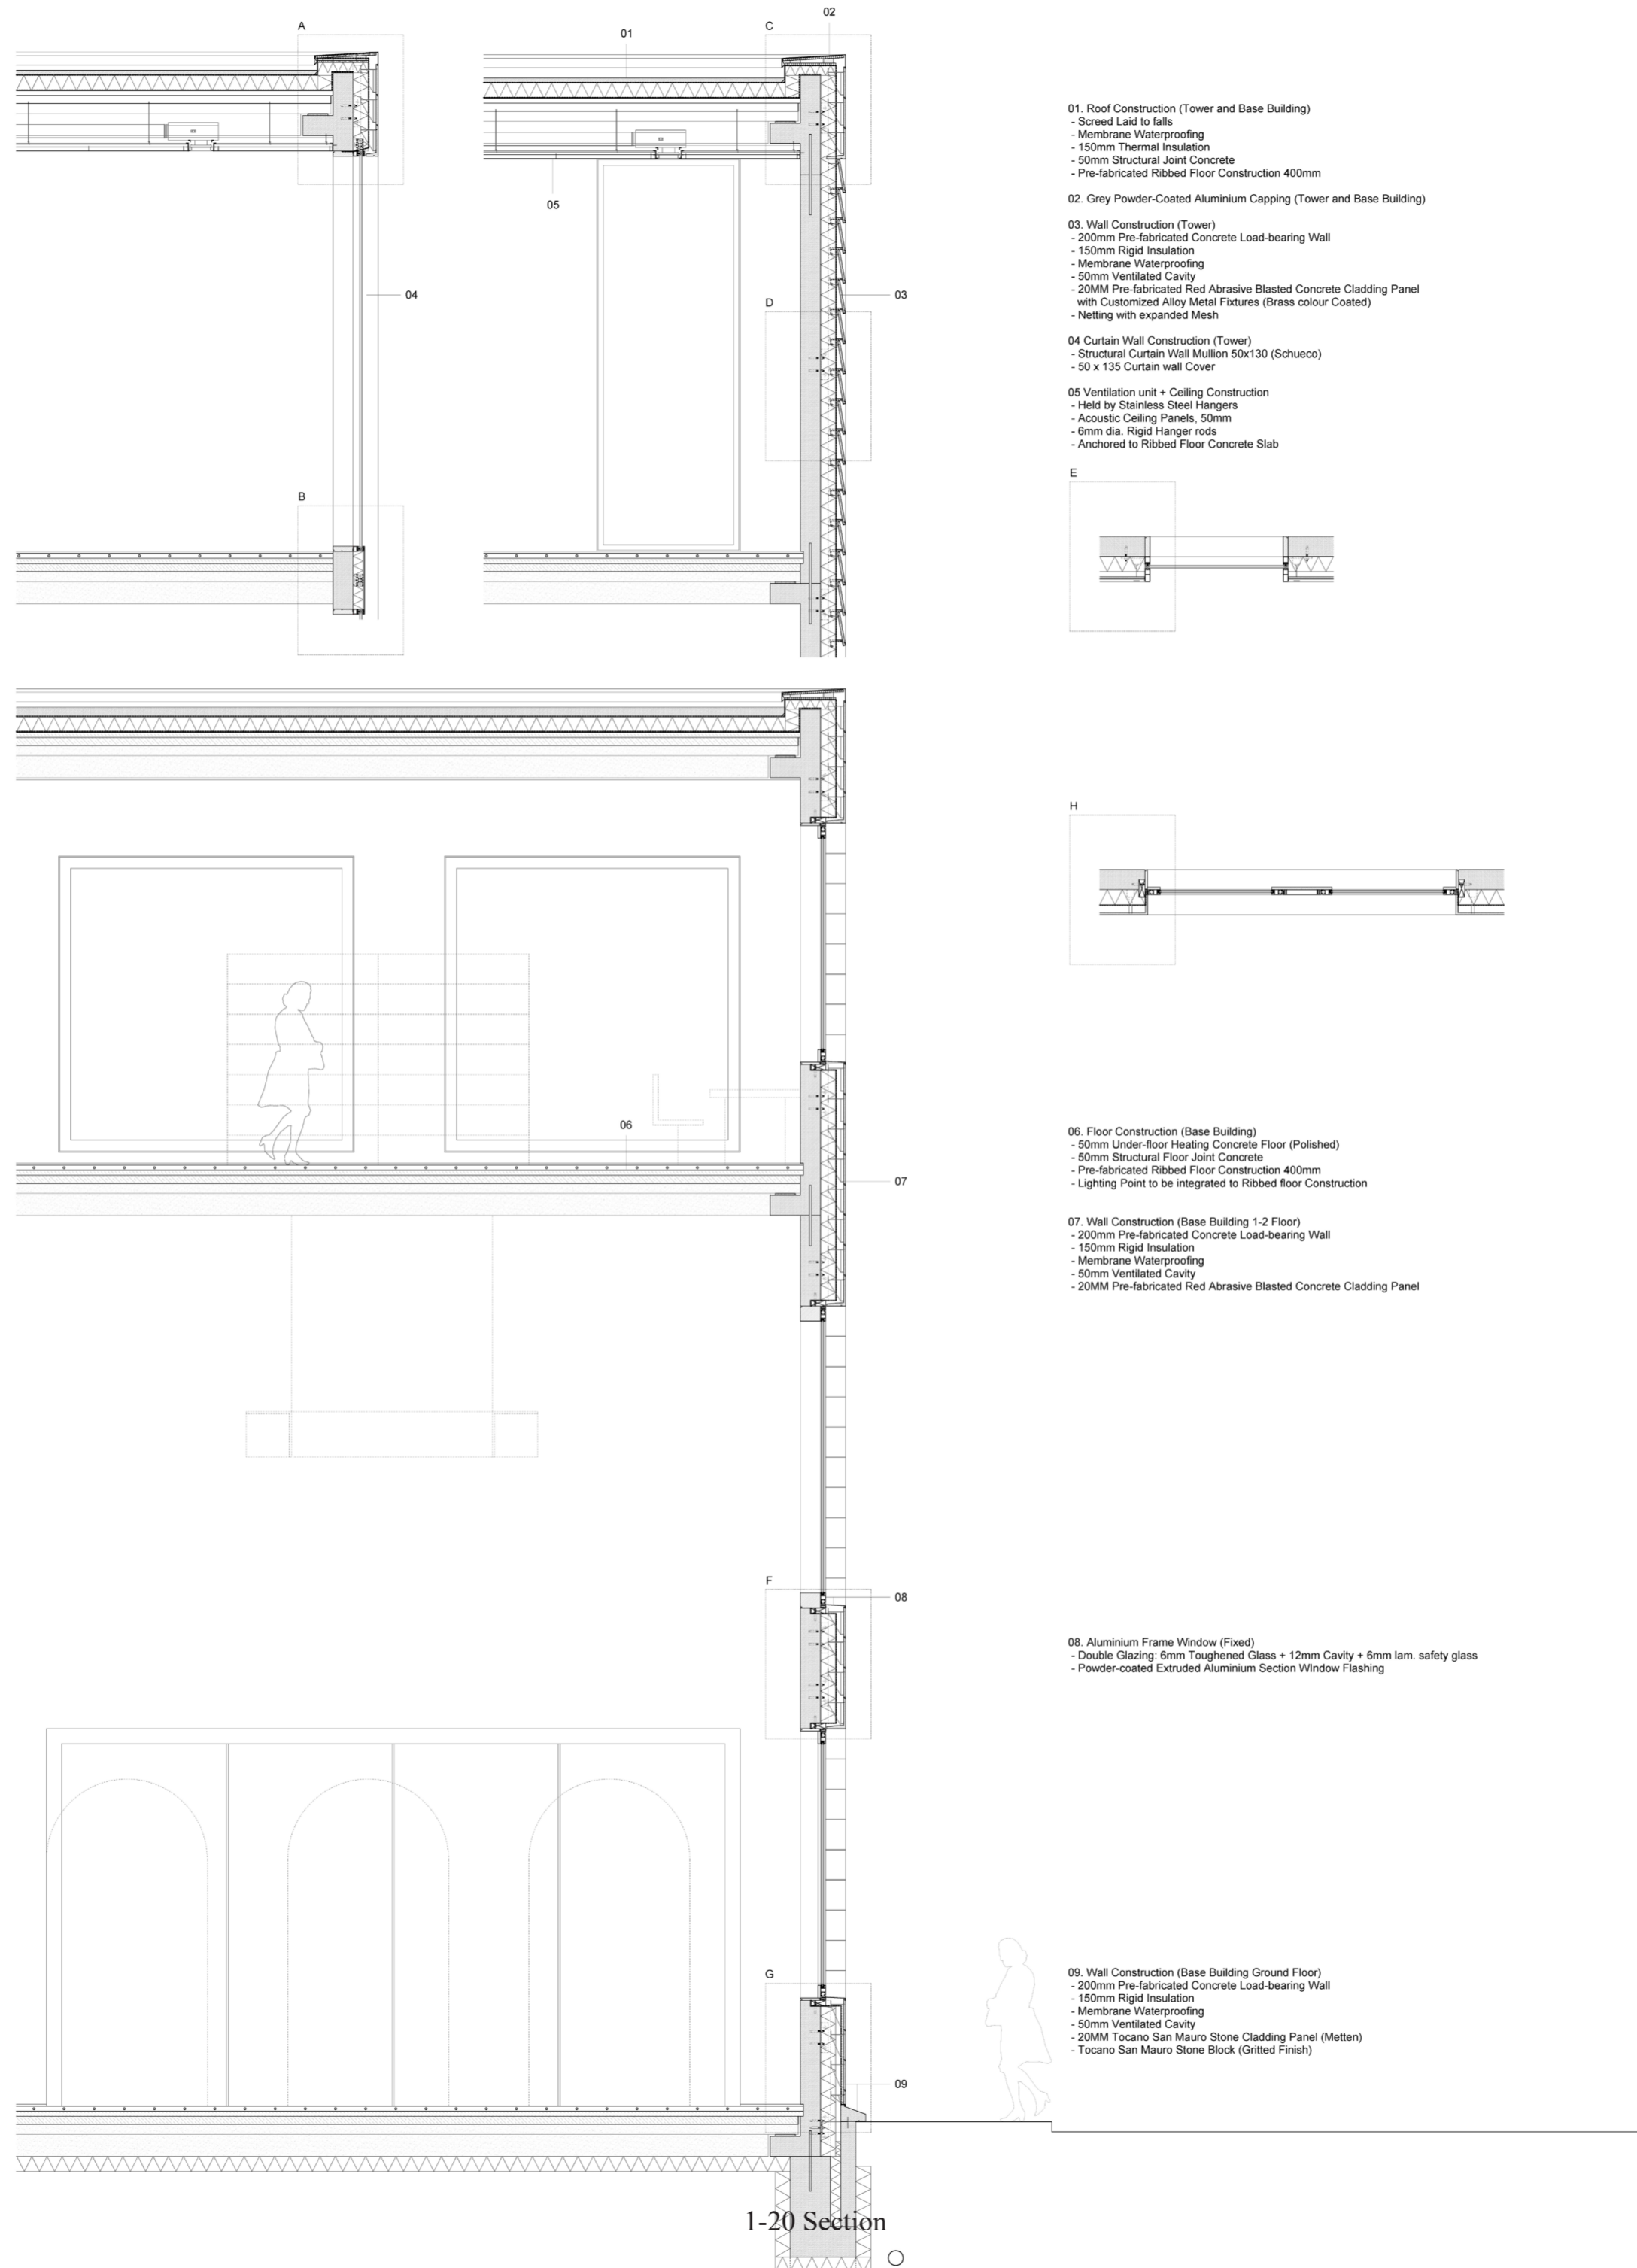 A
01
C
02
05
04
03
D
B
01. Roof Construction (Tower and Base Building)
- Screed Laid to falls
- Membrane Waterproofing
- 150mm Thermal Insulation
- 50mm Structural Joint Concrete
- Pre-fabricated Ribbed Floor Construction 400mm
02. Grey Powder-Coated Aluminium Capping (Tower and Base Building)
03. Wall Construction (Tower)
- 200mm Pre-fabricated Concrete Load-bearing Wall
- 150mm Rigid Insulation
- Membrane Waterproofing
- 50mm Ventilated Cavity
- 20MM Pre-fabricated Red Abrasive Blasted Concrete Cladding Panel
with Customized Alloy Metal Fixtures (Brass colour Coated)
- Netting with expanded Mesh
04 Curtain Wall Construction (Tower)
- Structural Curtain Wall Mullion 50x130 (Schueco)
- 50 x 135 Curtain wall Cover
05 Ventilation unit + Ceiling Construction
- Held by Stainless Steel Hangers
- Acoustic Ceiling Panels, 50mm
- 6mm dia. Rigid Hanger rods
- Anchored to Ribbed Floor Concrete Slab
E
H
06
07
06. Floor Construction (Base Building)
- 50mm Under-floor Heating Concrete Floor (Polished)
- 50mm Structural Floor Joint Concrete
- Pre-fabricated Ribbed Floor Construction 400mm
- Lighting Point to be integrated to Ribbed floor Construction
07. Wall Construction (Base Building 1-2 Floor)
- 200mm Pre-fabricated Concrete Load-bearing Wall
- 150mm Rigid Insulation
- Membrane Waterproofing
- 50mm Ventilated Cavity
- 20MM Pre-fabricated Red Abrasive Blasted Concrete Cladding Panel
F
08
08. Aluminium Frame Window (Fixed)
- Double Glazing: 6mm Toughened Glass + 12mm Cavity + 6mm lam. safety glass
- Powder-coated Extruded Aluminium Section WIndow Flashing
G
09
09. Wall Construction (Base Building Ground Floor)
- 200mm Pre-fabricated Concrete Load-bearing Wall
- 150mm Rigid Insulation
- Membrane Waterproofing
- 50mm Ventilated Cavity
- 20MM Tocano San Mauro Stone Cladding Panel (Metten)
- Tocano San Mauro Stone Block (Gritted Finish)
1-20 Section